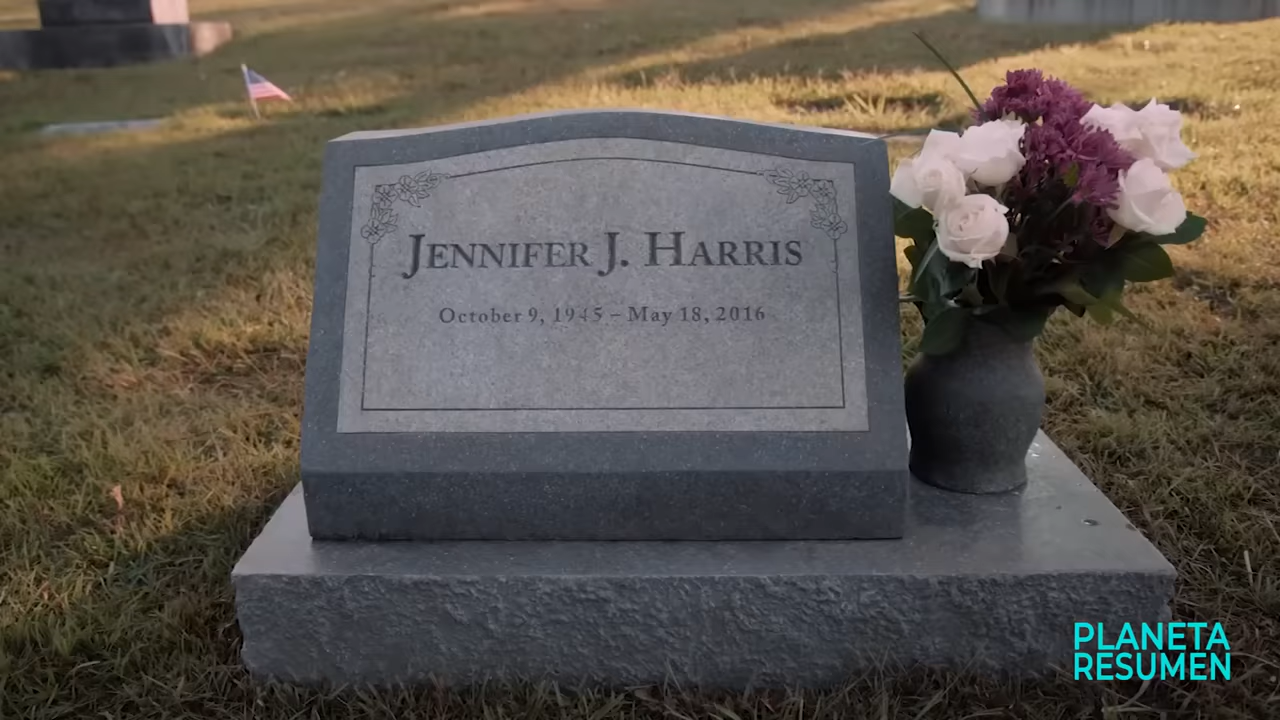 JENNIFER J. HARRIS
October 9, 1945 – May 18, 2016
PLANETA
RESUMEN